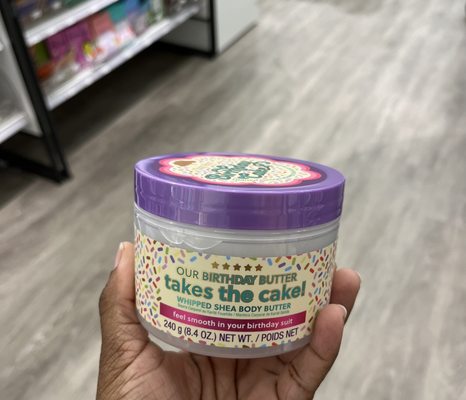 OUR BIRTHDAY BUTTER
takes the cake!
WHIPPED SHEA BODY BUTTER
feel smooth in your birthday suit
240 g (8.4 OZ.) NET WT. / POIDS NET